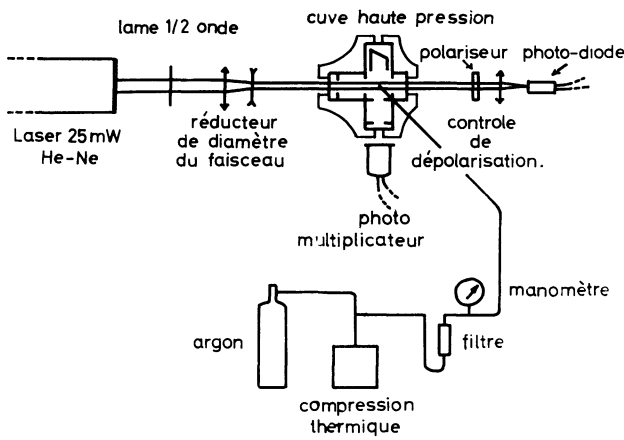 lame 1/2 onde
cuve haute pression
polariseur
photo-diode
Laser 25mW
He-Ne
réducteur
de diamètre
du faisceau
controle
de
dépolarisation.
photo
multiplicateur
manomètre
argon
filtre
compression
thermique